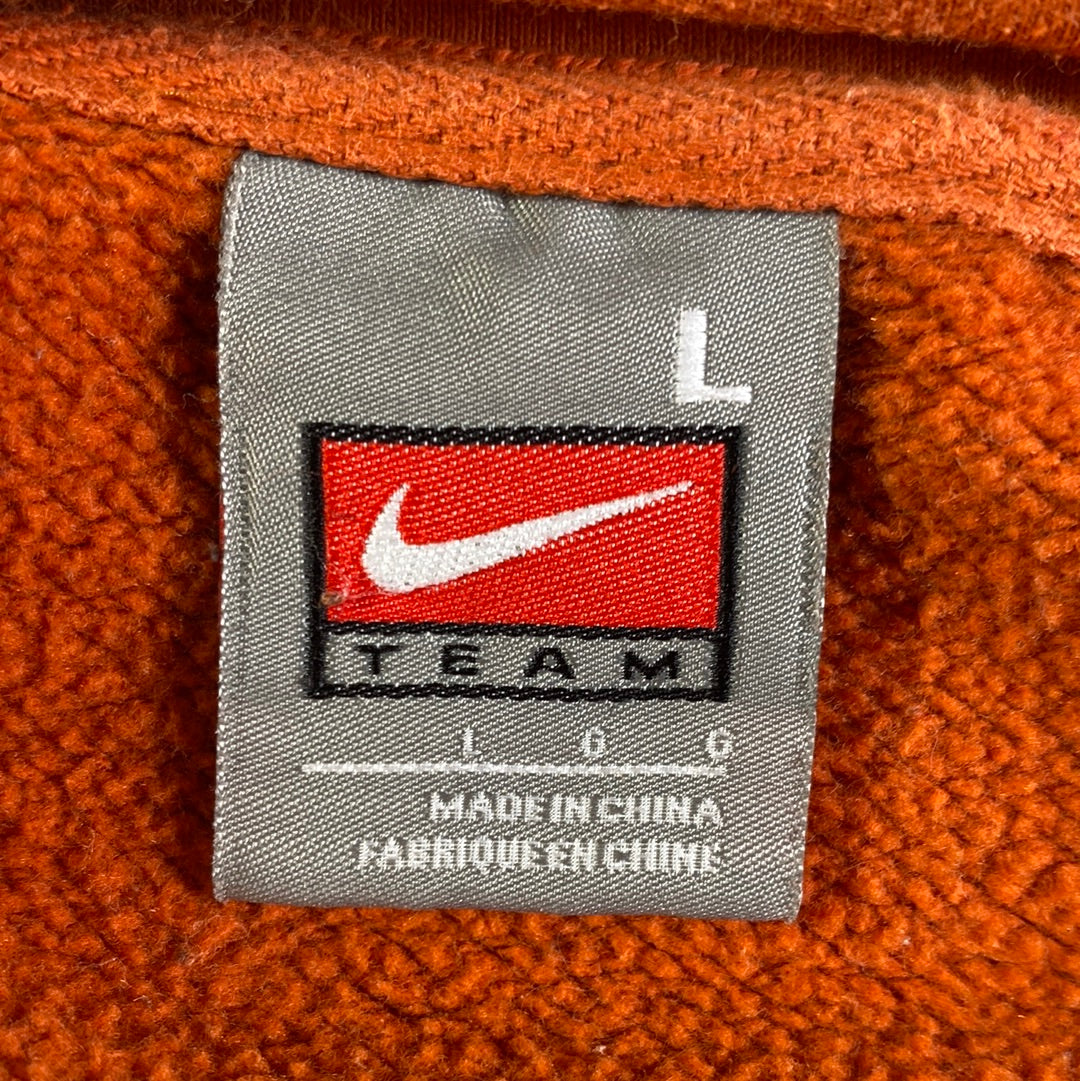 L
TEAM
L G G
MADE IN CHINA
FABRIQUE EN CHINE